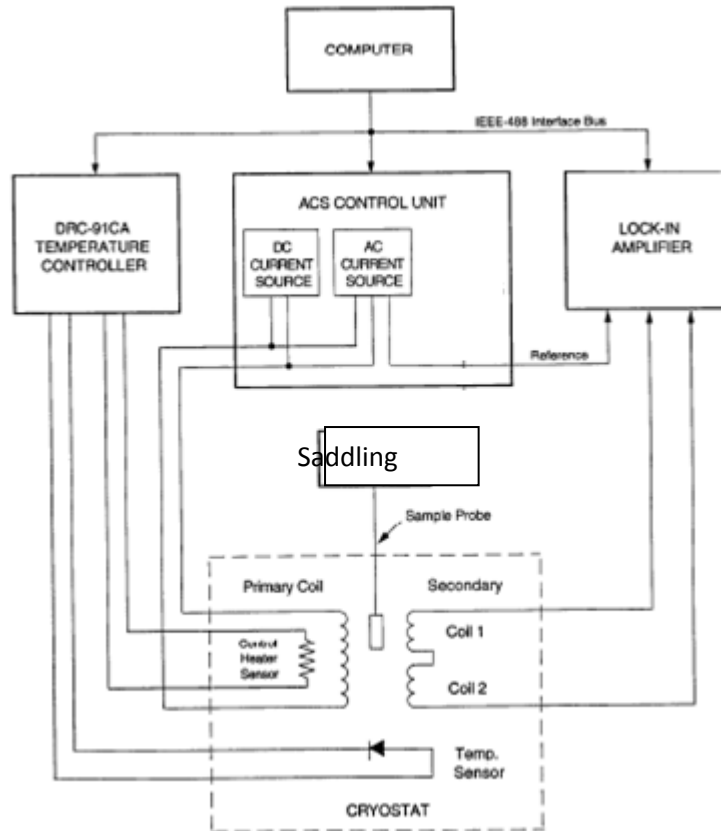 COMPUTER
IEEE-488 Interface Bus
DRC-91CA
TEMPERATURE
CONTROLLER
ACS CONTROL UNIT
DC
CURRENT
SOURCE
AC
CURRENT
SOURCE
LOCK-IN
AMPLIFIER
Reference
Saddling
Sample Probe
Primary Coil
Secondary
Control
Heater
Sensor
Coil 1
Coil 2
Temp.
Sensor
CRYOSTAT